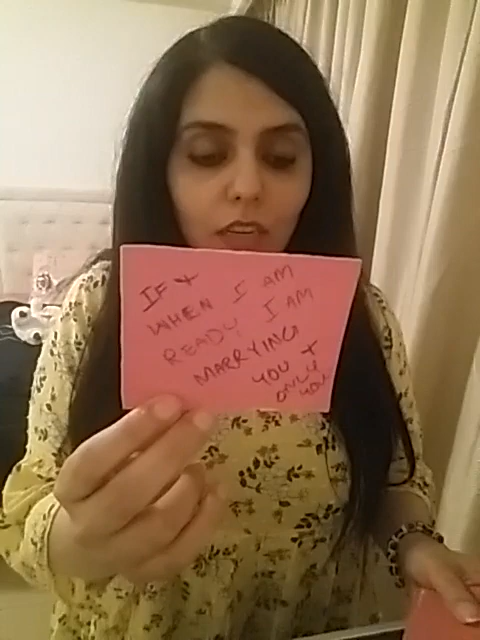 IF +
WHEN I AM
READY I AM
MARRYING
YOU +
ONLY
YOU